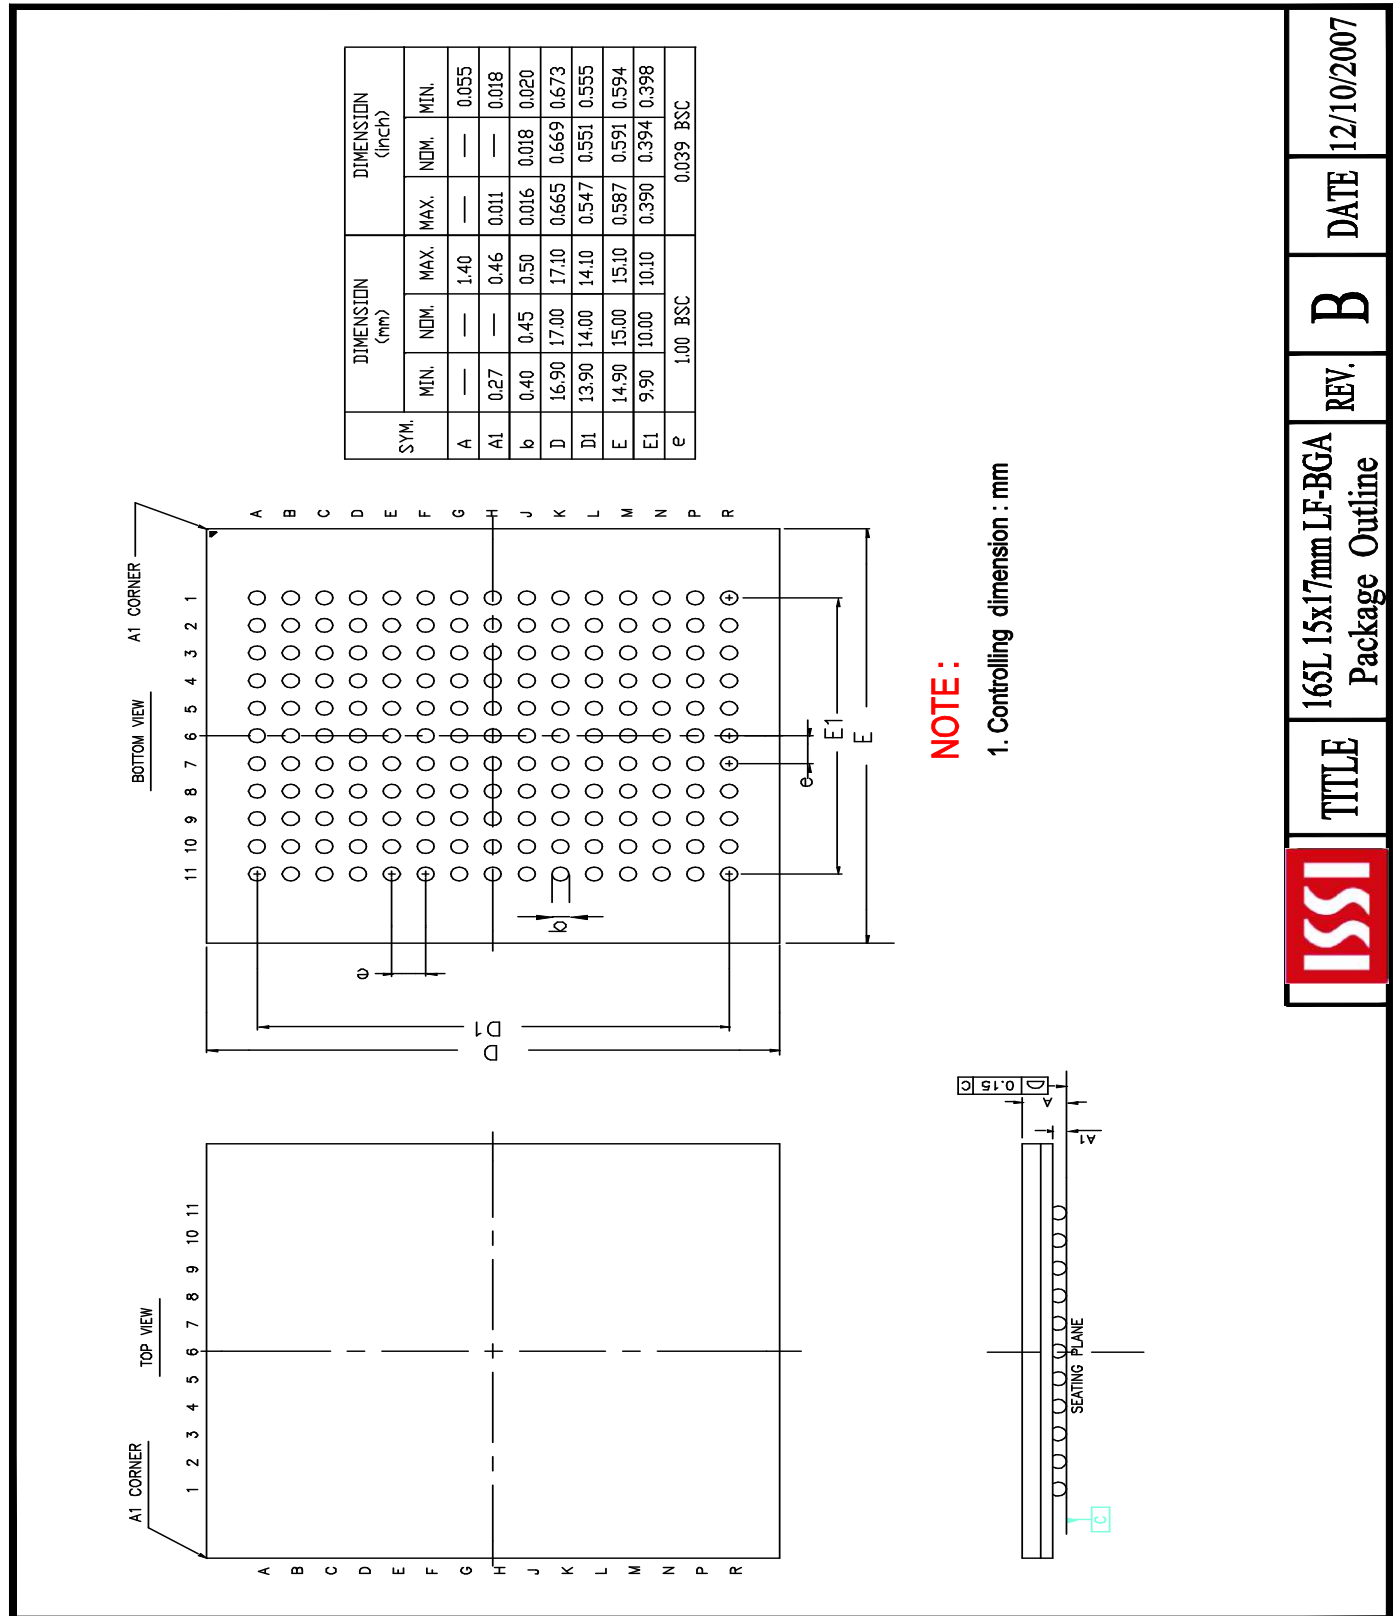 TOP VIEW
A1 CORNER
1 2 3 4 5 6 7 8 9 10 11
A
B
C
D
E
F
G
H
J
K
L
M
N
P
R
BOTTOM VIEW
A1 CORNER
11 10 9 8 7 6 5 4 3 2 1
A
B
C
D
E
F
G
H
J
K
L
M
N
P
R
D
D1
e
b
e
E1
E
SYM. DIMENSION (mm) DIMENSION (inch)
MIN. NOM. MAX. MAX. NOM. MIN.
A — — 1.40 — — 0.055
A1 0.27 — 0.46 0.011 — 0.018
b 0.40 0.45 0.50 0.016 0.018 0.020
D 16.90 17.00 17.10 0.665 0.669 0.673
D1 13.90 14.00 14.10 0.547 0.551 0.555
E 14.90 15.00 15.10 0.587 0.591 0.594
E1 9.90 10.00 10.10 0.390 0.394 0.398
e 1.00 BSC 0.039 BSC
NOTE :
1. Controlling dimension : mm
D 0.15 C
A
A1
SEATING PLANE
C
ISSI
TITLE
165L 15x17mm LF-BGA
Package Outline
REV.
B
DATE
12/10/2007